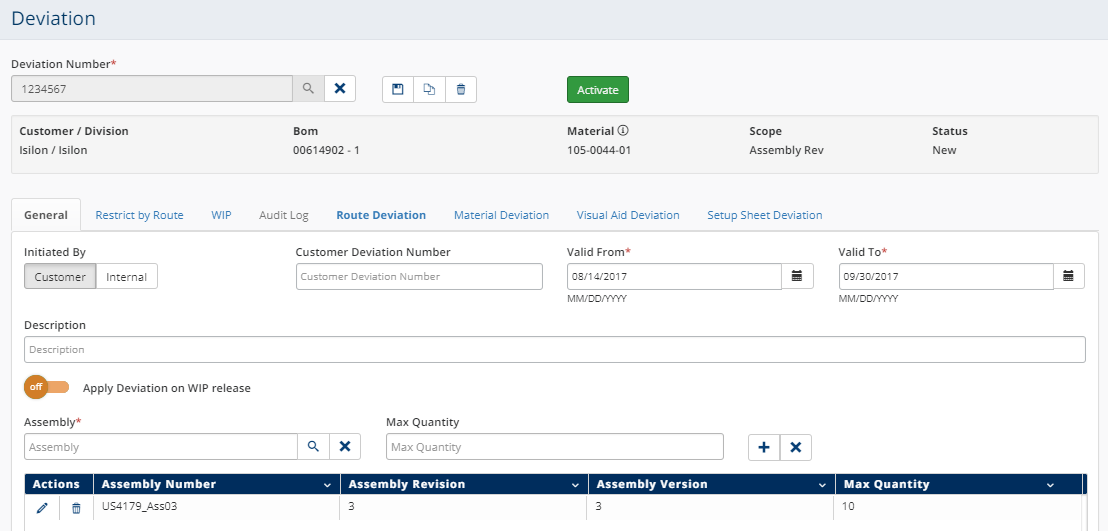 Deviation
Deviation Number*
1234567
Activate
Customer / Division Bom Material Scope Status
Isilon / Isilon 00614902 - 1 105-0044-01 Assembly Rev New
General Restrict by Route WIP Audit Log Route Deviation Material Deviation Visual Aid Deviation Setup Sheet Deviation
Initiated By Customer Deviation Number Valid From* Valid To*
Customer Internal Customer Deviation Number 08/14/2017 09/30/2017
MM/DD/YYYY MM/DD/YYYY
Description
Description
off Apply Deviation on WIP release
Assembly* Max Quantity
Assembly Max Quantity
Actions Assembly Number Assembly Revision Assembly Version Max Quantity
US4179_Ass03 3 3 10